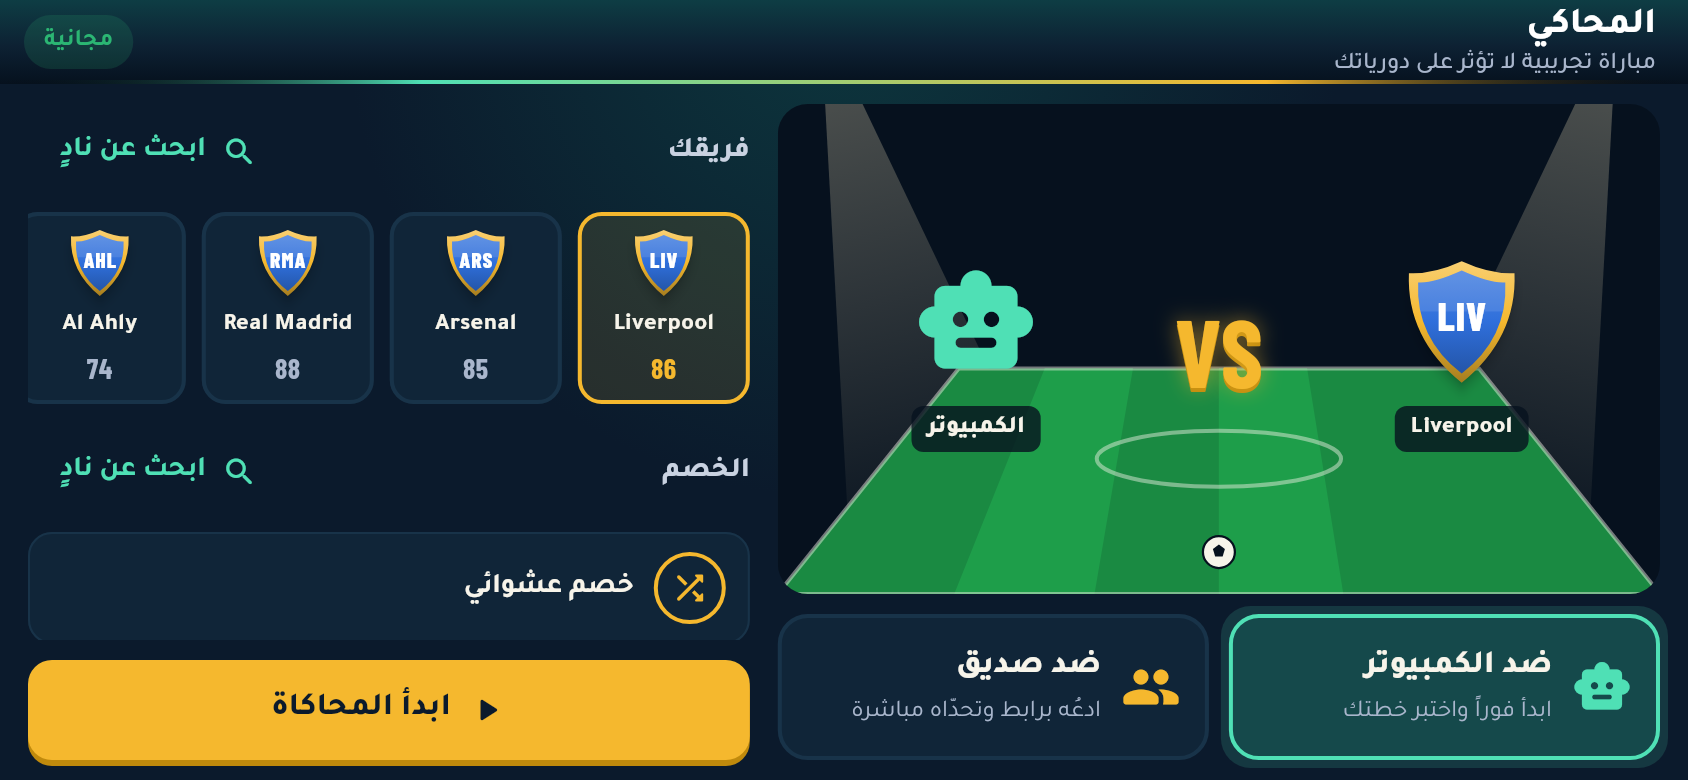 المحاكي
مباراة تجريبية لا تؤثر على دورياتك
مجانية
LIV
VS
Liverpool
الكمبيوتر
ضد الكمبيوتر
ابدأ فوراً واختبر خطتك
ضد صديق
ادعُه برابط وتحدّاه مباشرة
فريقك
ابحث عن نادٍ
LIV
Liverpool
86
ARS
Arsenal
85
RMA
Real Madrid
88
AHL
Al Ahly
74
الخصم
ابحث عن نادٍ
خصم عشوائي
ابدأ المحاكاة